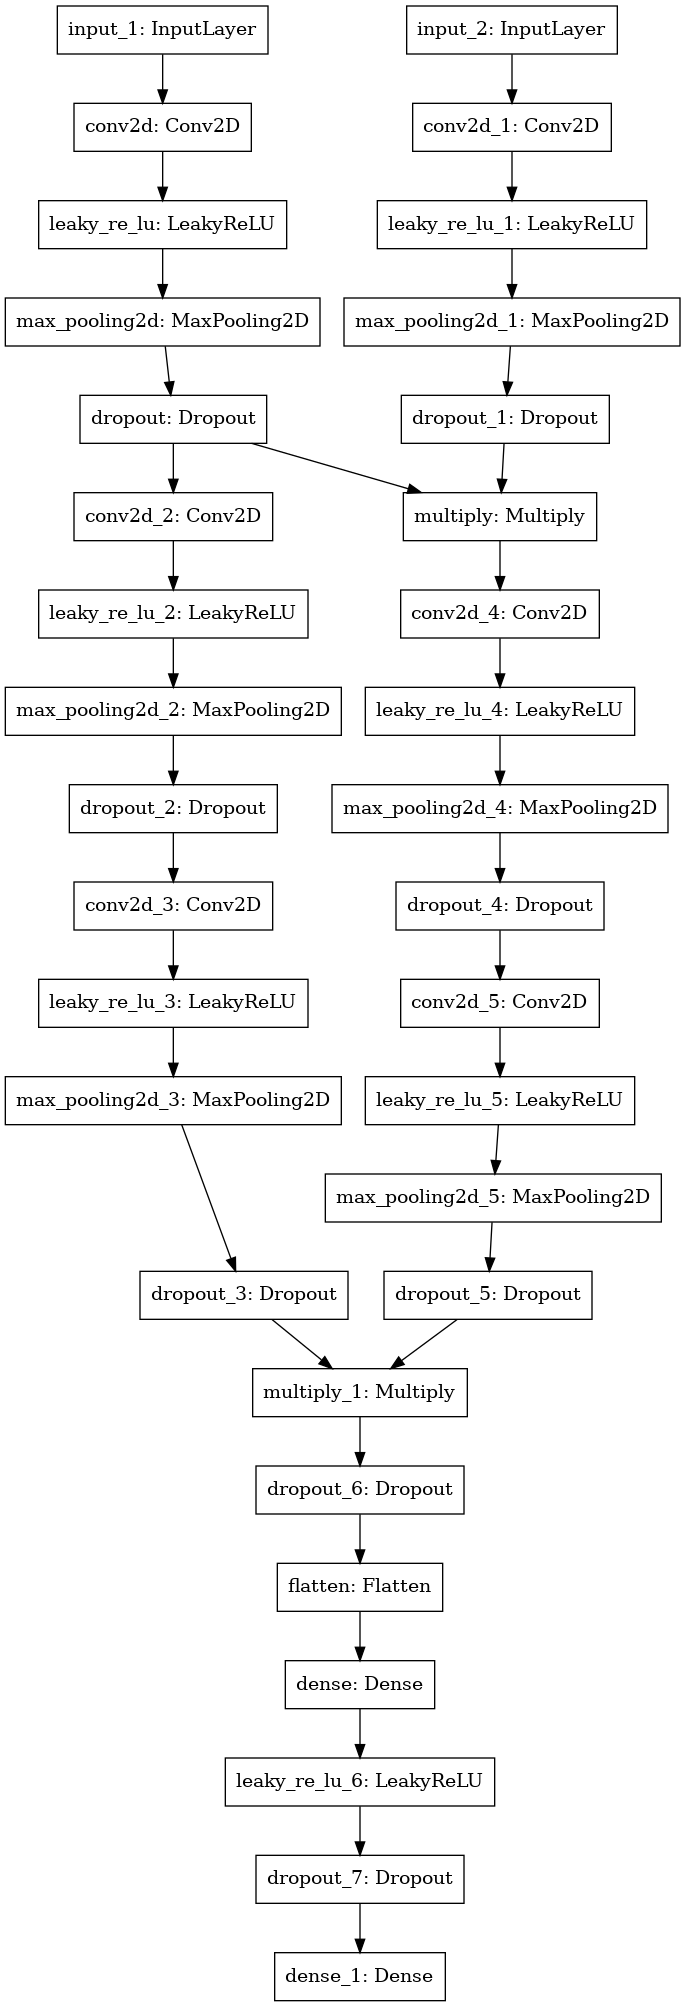 input_1: InputLayer
input_2: InputLayer
conv2d: Conv2D
conv2d_1: Conv2D
leaky_re_lu: LeakyReLU
leaky_re_lu_1: LeakyReLU
max_pooling2d: MaxPooling2D
max_pooling2d_1: MaxPooling2D
dropout: Dropout
dropout_1: Dropout
conv2d_2: Conv2D
multiply: Multiply
leaky_re_lu_2: LeakyReLU
conv2d_4: Conv2D
max_pooling2d_2: MaxPooling2D
leaky_re_lu_4: LeakyReLU
dropout_2: Dropout
max_pooling2d_4: MaxPooling2D
conv2d_3: Conv2D
dropout_4: Dropout
leaky_re_lu_3: LeakyReLU
conv2d_5: Conv2D
max_pooling2d_3: MaxPooling2D
leaky_re_lu_5: LeakyReLU
max_pooling2d_5: MaxPooling2D
dropout_3: Dropout
dropout_5: Dropout
multiply_1: Multiply
dropout_6: Dropout
flatten: Flatten
dense: Dense
leaky_re_lu_6: LeakyReLU
dropout_7: Dropout
dense_1: Dense